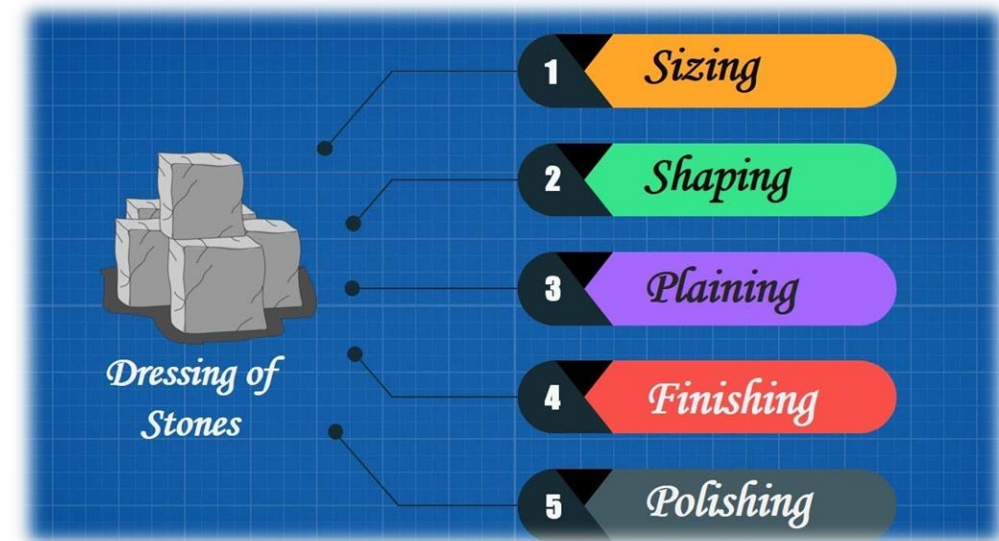 1 Sizing
2 Shaping
3 Plaining
4 Finishing
5 Polishing
Dressing of
Stones